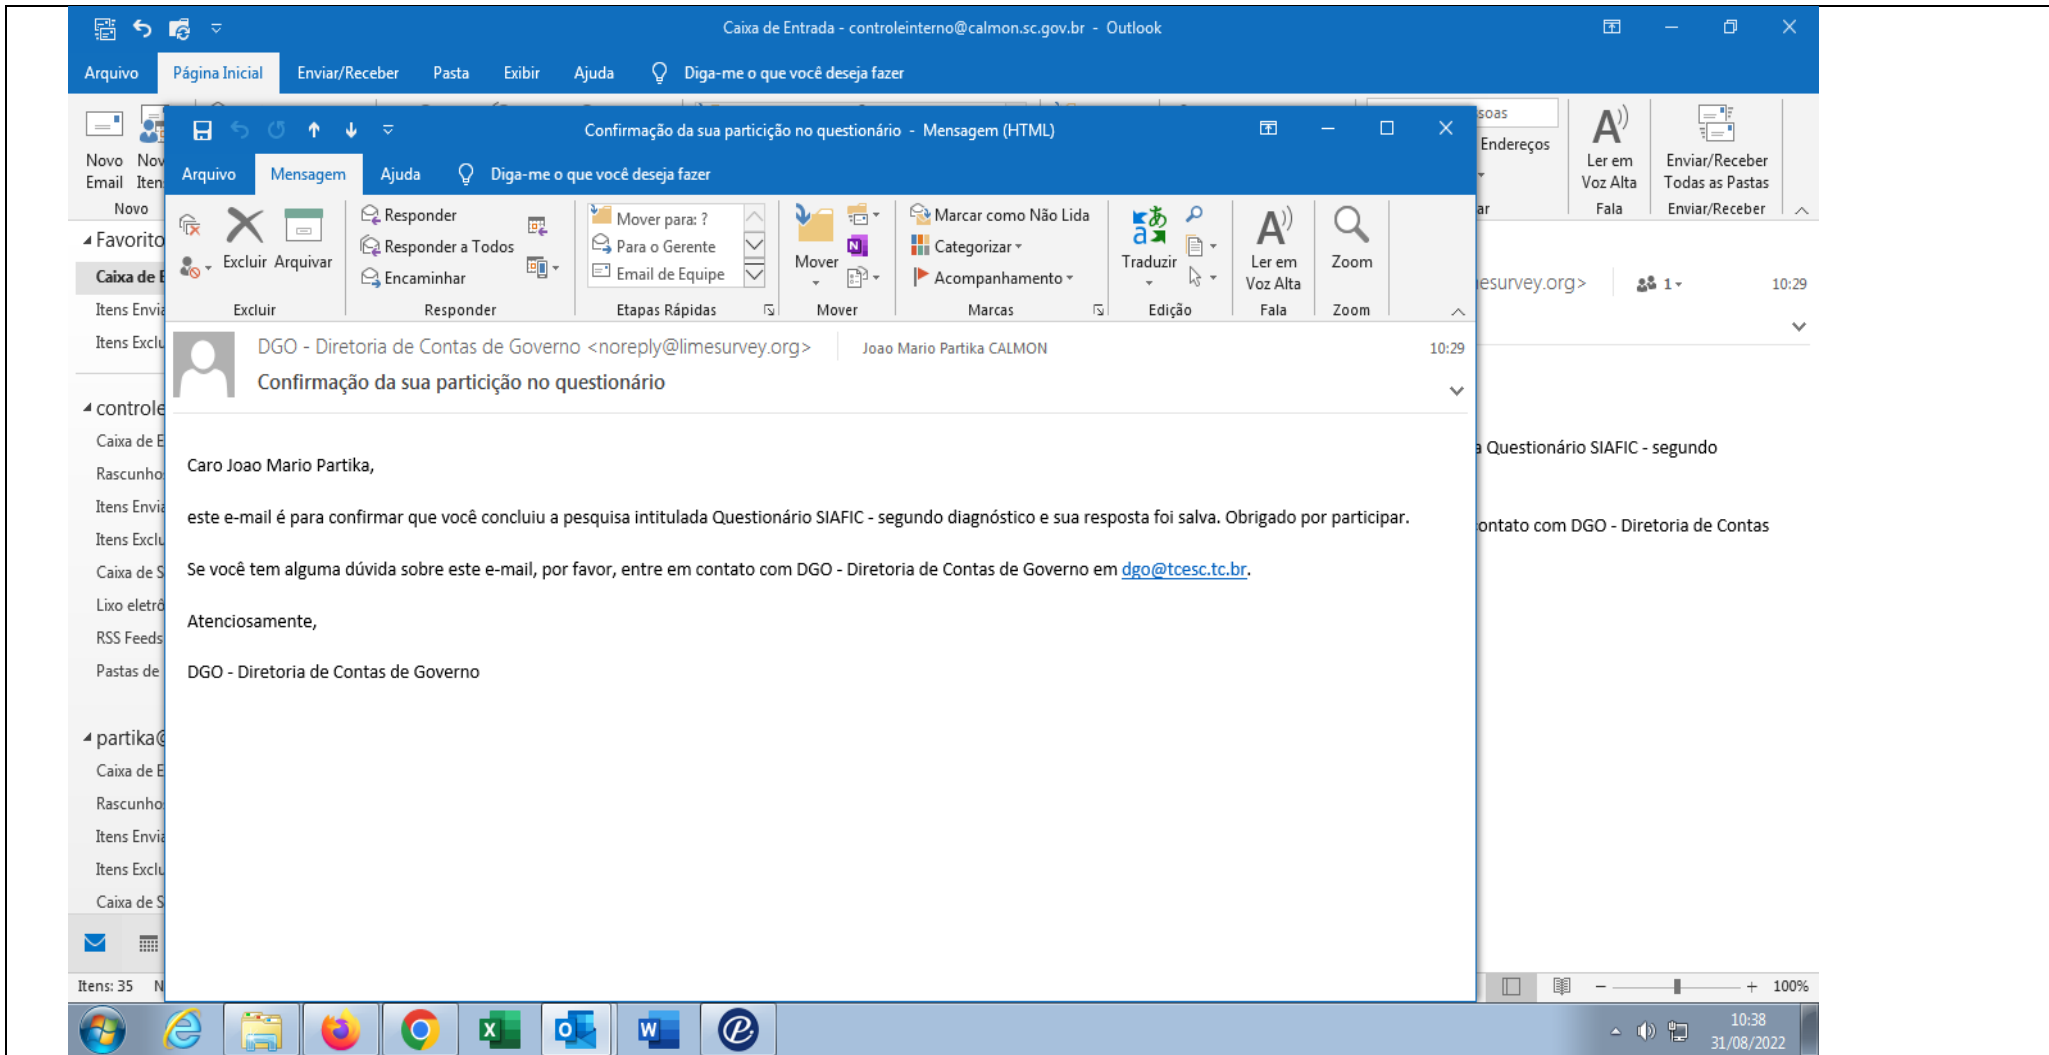 Caixa de Entrada - controleinterno@calmon.sc.gov.br - Outlook
Arquivo Página Inicial Enviar/Receber Pasta Exibir Ajuda Diga-me o que você deseja fazer
Novo Email
Novo
Endereços
Ler em Voz Alta
Fala
Enviar/Receber Todas as Pastas
Enviar/Receber
Confirmação da sua particição no questionário - Mensagem (HTML)
Arquivo Mensagem Ajuda Diga-me o que você deseja fazer
Excluir Arquivar
Excluir
Responder
Responder a Todos
Encaminhar
Responder
Mover para: ?
Para o Gerente
Email de Equipe
Etapas Rápidas
Mover
Mover
Marcar como Não Lida
Categorizar
Acompanhamento
Marcas
Traduzir
Edição
Ler em
Voz Alta
Fala
Zoom
Zoom
DGO - Diretoria de Contas de Governo <noreply@limesurvey.org> Joao Mario Partika CALMON 10:29
Confirmação da sua particição no questionário
Caro Joao Mario Partika,
este e-mail é para confirmar que você concluiu a pesquisa intitulada Questionário SIAFIC - segundo diagnóstico e sua resposta foi salva. Obrigado por participar.
Se você tem alguma dúvida sobre este e-mail, por favor, entre em contato com DGO - Diretoria de Contas de Governo em dgo@tcesc.tc.br.
Atenciosamente,
DGO - Diretoria de Contas de Governo
Favorito
Caixa de E
Itens Envia
Itens Exclu
controle
Caixa de E
Rascunho
Itens Envia
Itens Exclu
Caixa de S
Lixo eletrô
RSS Feeds
Pastas de
partika@
Caixa de E
Rascunho
Itens Envia
Itens Exclu
Caixa de S
esurvey.org> 1 10:29
a Questionário SIAFIC - segundo
ontato com DGO - Diretoria de Contas
Itens: 35 N
100%
10:38
31/08/2022